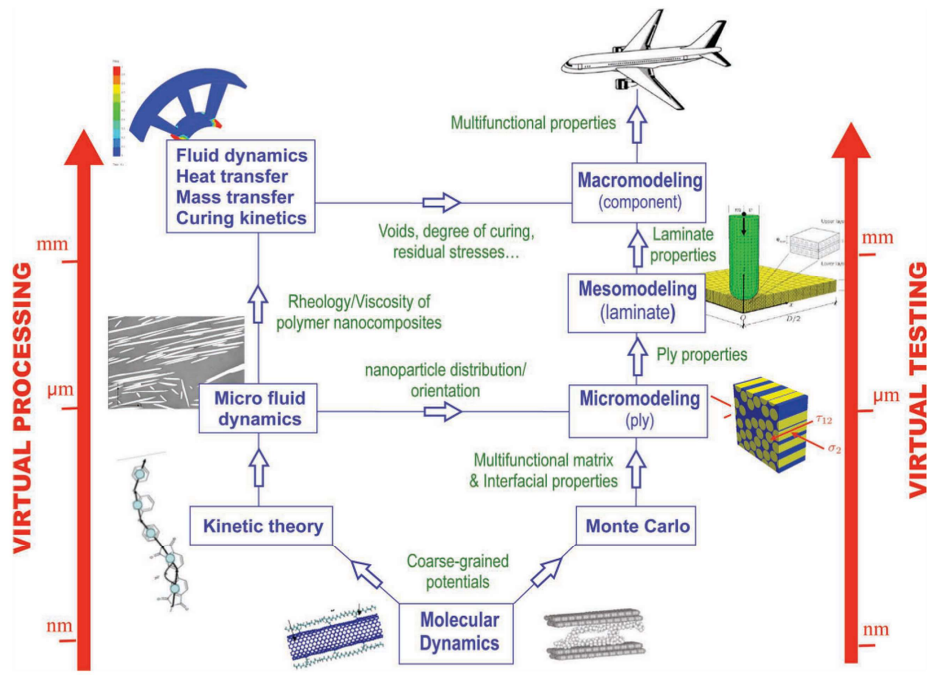 Multifunctional properties
Fluid dynamics
Heat transfer
Mass transfer
Curing kinetics
Macromodeling
(component)
Voids, degree of curing,
residual stresses...
Laminate
properties
mm
mm
Rheology/Viscosity of
polymer nanocomposites
Mesomodeling
(laminate)
D/2
Ply properties
nanoparticle distribution/
orientation
µm
µm
Micro fluid
dynamics
Micromodeling
(ply)
τ12
σ2
Multifunctional matrix
& Interfacial properties
Kinetic theory
Monte Carlo
Coarse-grained
potentials
Molecular
Dynamics
nm
nm
VIRTUAL PROCESSING
VIRTUAL TESTING